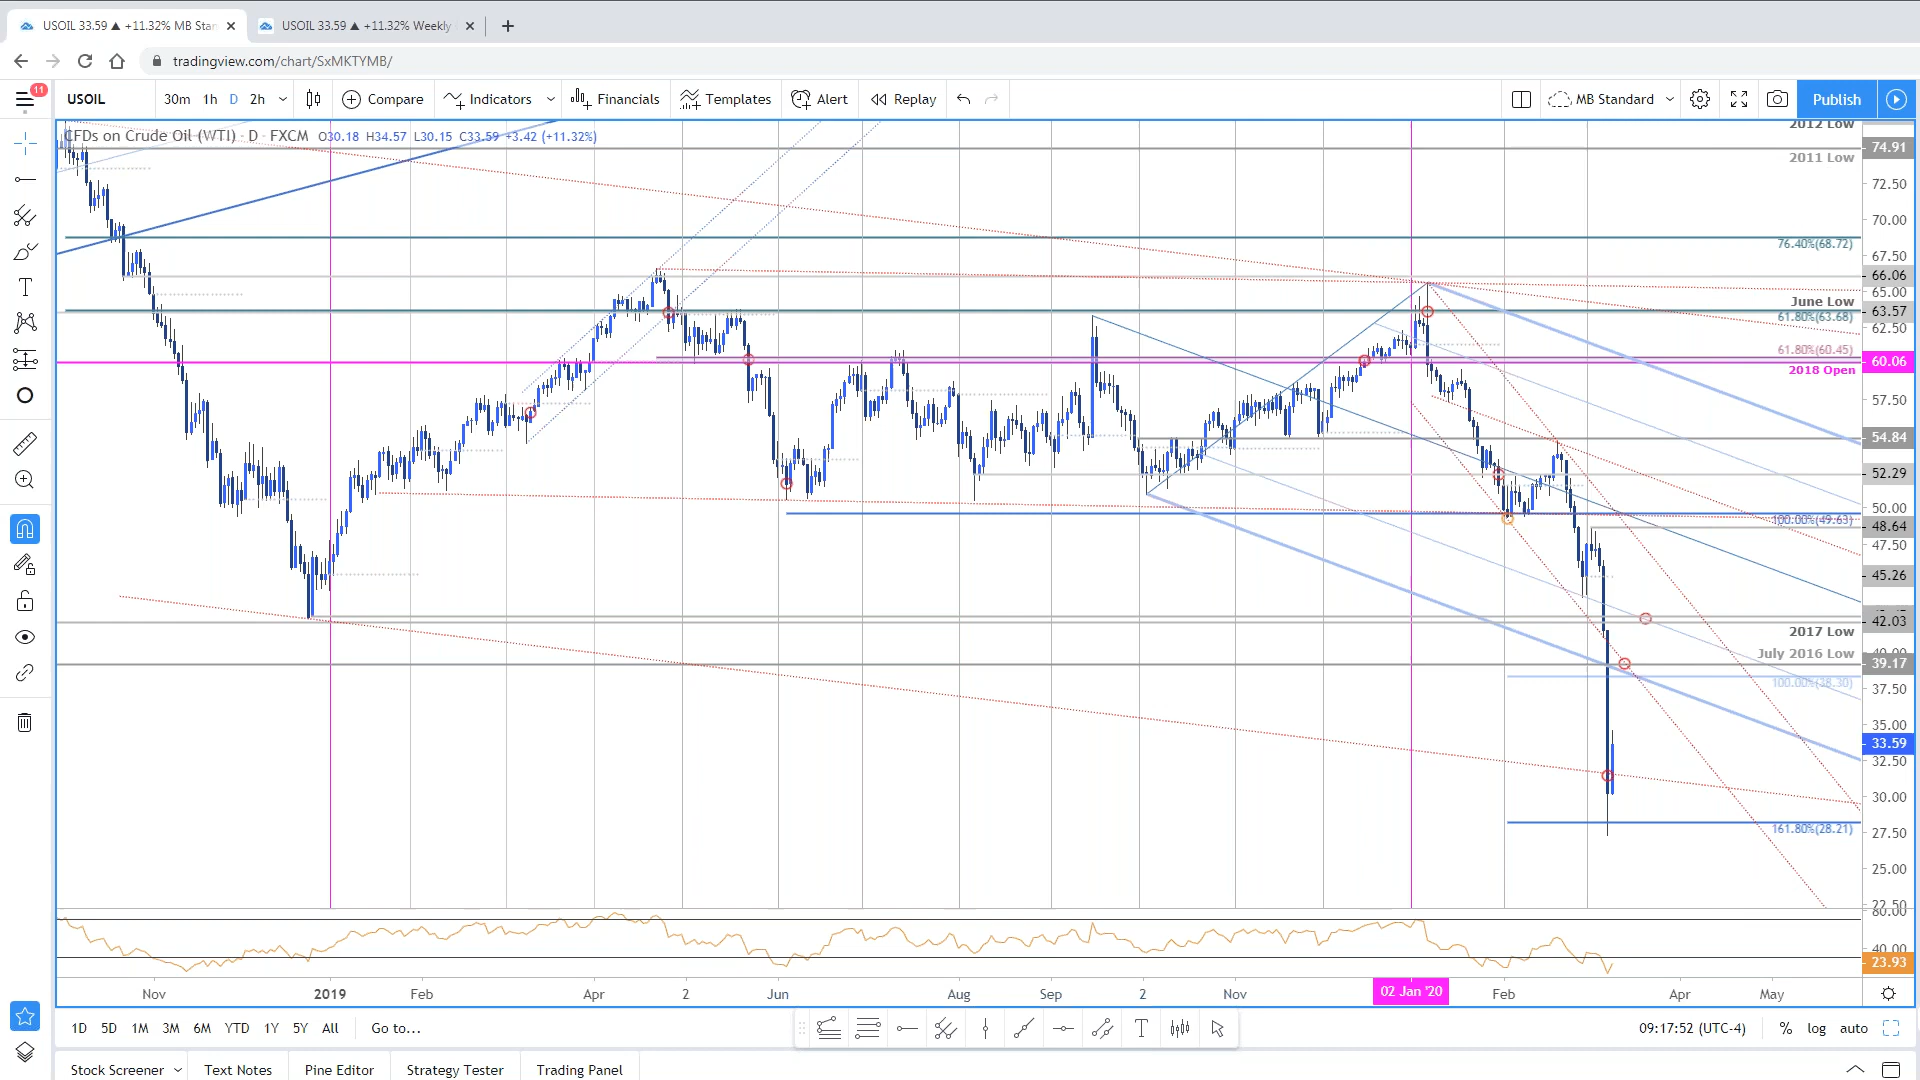 USOIL 33.59 ▲ +11.32% MB Stan
USOIL 33.59 ▲ +11.32% Weekly
tradingview.com/chart/SxMKTYMB/
11
USOIL
30m 1h D 2h
Compare
Indicators
Financials
Templates
Alert
Replay
MB Standard
Publish
CFDs on Crude Oil (WTI) · D · FXCM O30.18 H34.57 L30.15 C33.59 +3.42 (+11.32%)
2012 Low
74.91
2011 Low
72.50
70.00
76.40%(68.72)
67.50
66.06
65.00
June Low
63.57
61.80%(63.68)
62.50
61.80%(60.45)
60.06
2018 Open
57.50
54.84
52.29
50.00
100.00%(49.63)
48.64
47.50
45.26
42.03
2017 Low
July 2016 Low
40.00
39.17
100.00%(38.30)
37.50
35.00
33.59
32.50
30.00
161.80%(28.21)
27.50
25.00
22.50
80.00
40.00
23.93
Nov 2019 Feb Apr 2 Jun Aug Sep 2 Nov 02 Jan '20 Feb Apr May
1D 5D 1M 3M 6M YTD 1Y 5Y All Go to...
09:17:52 (UTC-4) % log auto
Stock Screener Text Notes Pine Editor Strategy Tester Trading Panel